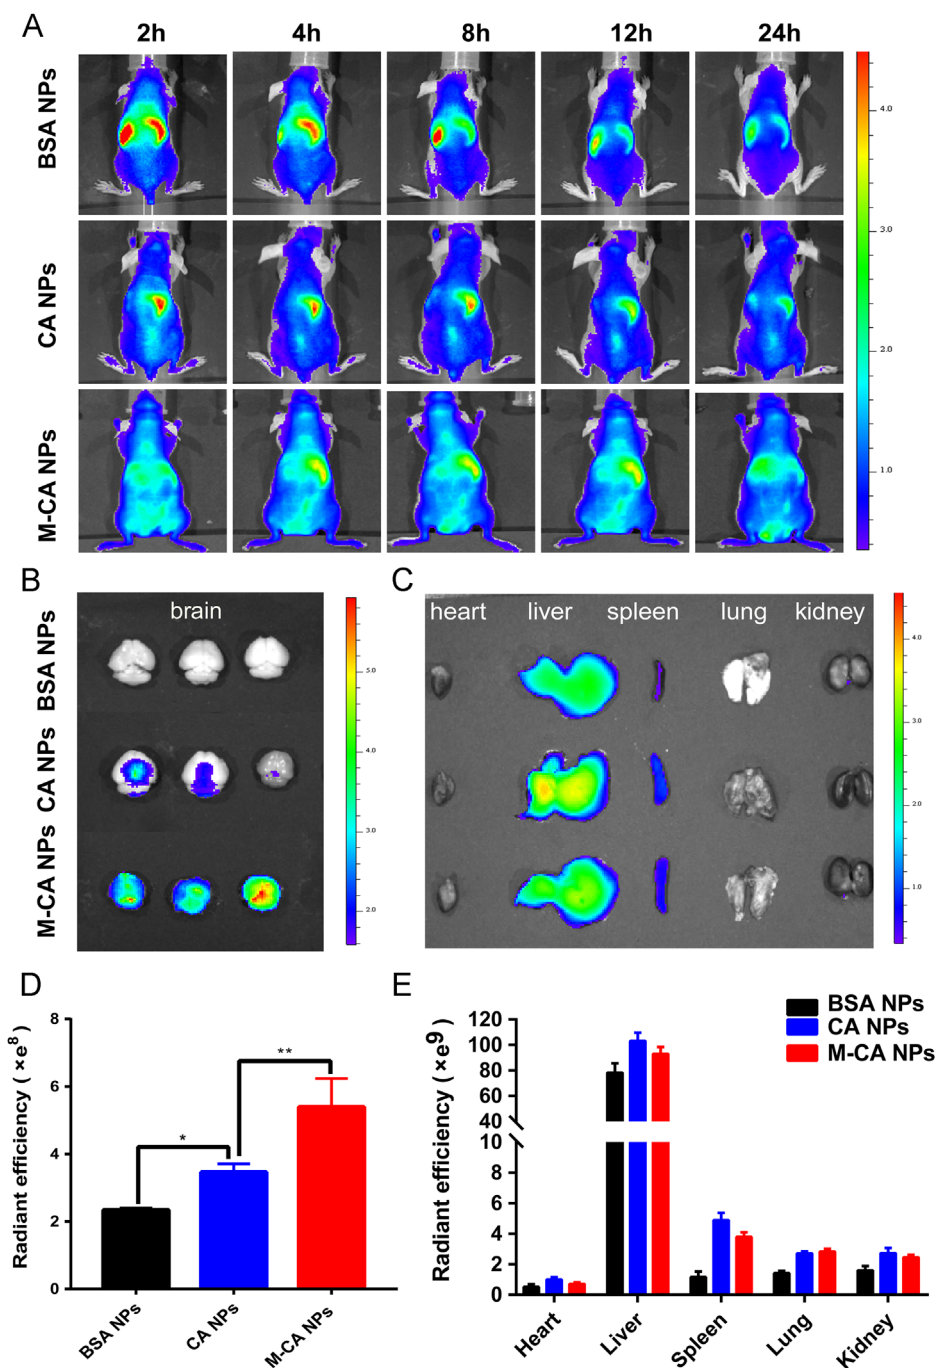 A
2h 4h 8h 12h 24h
BSA NPs
CA NPs
M-CA NPs
4.0
3.0
2.0
1.0
B
brain
BSA NPs
CA NPs
M-CA NPs
5.0
4.0
3.0
2.0
C
heart liver spleen lung kidney
4.0
3.0
2.0
1.0
D
Radiant efficiency ( ×e⁸)
8
6
4
2
0
*
**
BSA NPs
CA NPs
M-CA NPs
E
Radiant efficiency ( ×e⁹)
120
100
80
60
40
10
8
6
4
2
0
BSA NPs
CA NPs
M-CA NPs
Heart
Liver
Spleen
Lung
Kidney